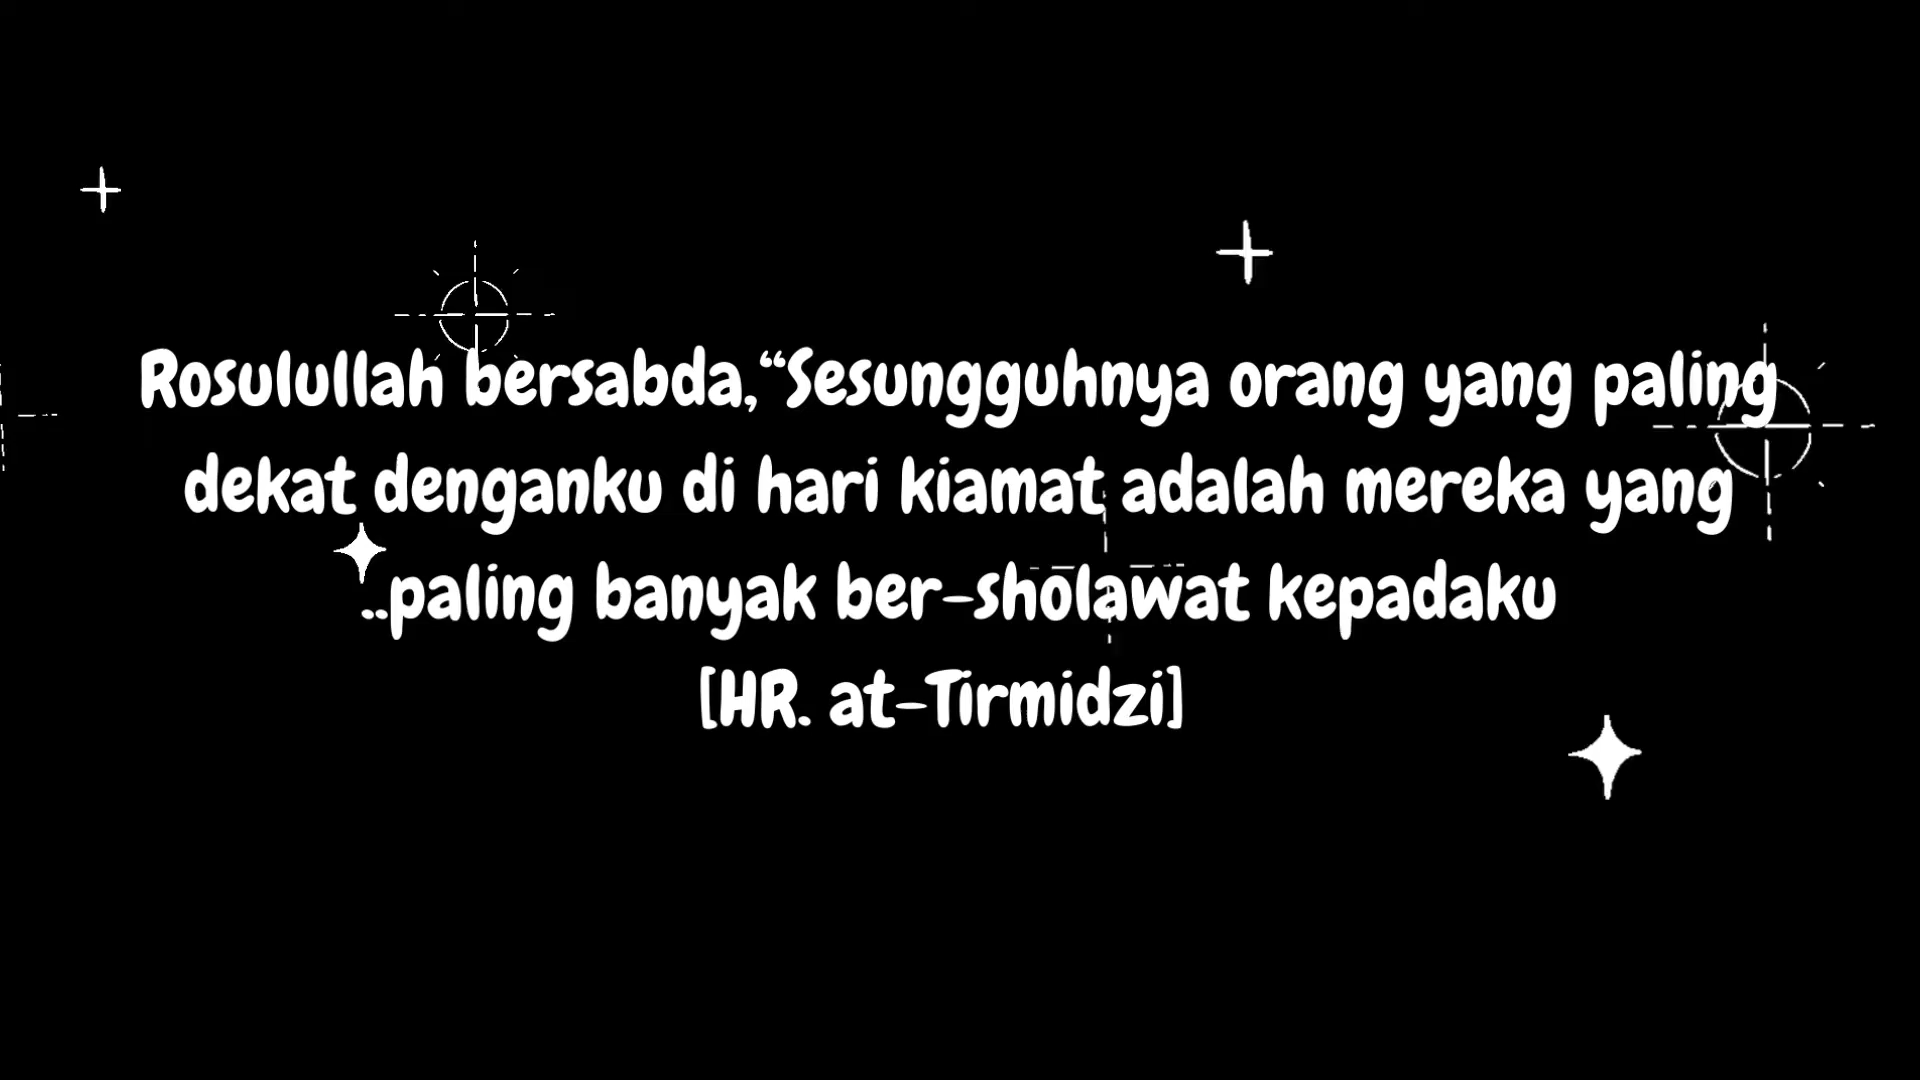 Rosulullah bersabda,“Sesungguhnya orang yang paling
dekat denganku di hari kiamat adalah mereka yang
..paling banyak ber-sholawat kepadaku
[HR. at-Tirmidzi]